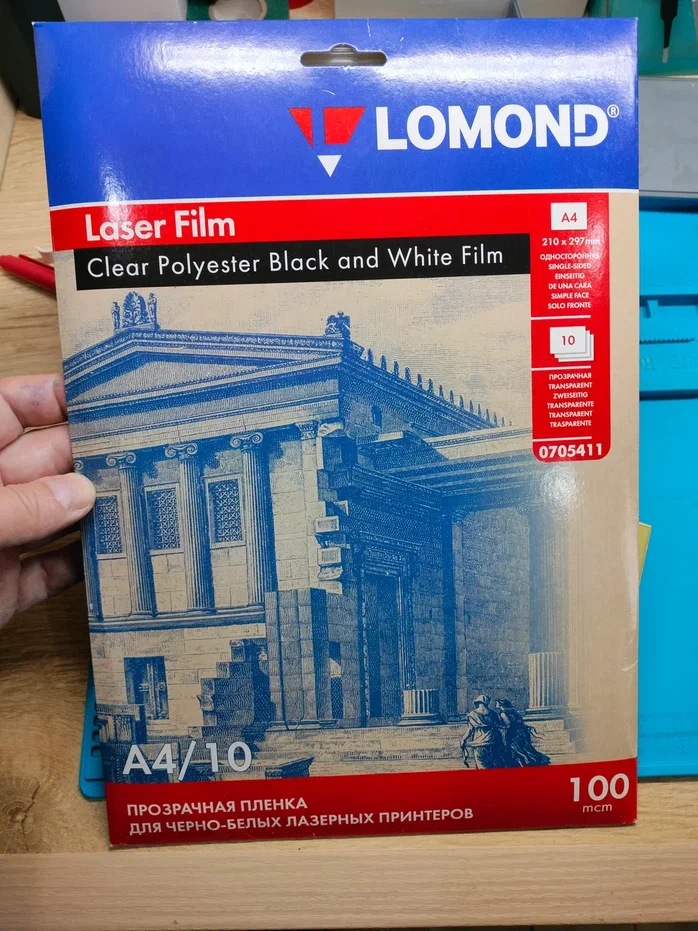 LOMOND®
Laser Film
Clear Polyester Black and White Film
A4
210 x 297mm
ОДНОСТОРОННЯЯ
SINGLE-SIDED
EINSEITIG
DE UNA CARA
SIMPLE FACE
SOLO FRONTE
10
ПРОЗРАЧНАЯ
TRANSPARENT
ZWEISEITIG
TRANSPARENTE
TRANSPARENT
TRASPARENTE
0705411
A4/10
ПРОЗРАЧНАЯ ПЛЕНКА
ДЛЯ ЧЕРНО-БЕЛЫХ ЛАЗЕРНЫХ ПРИНТЕРОВ
100
mcm